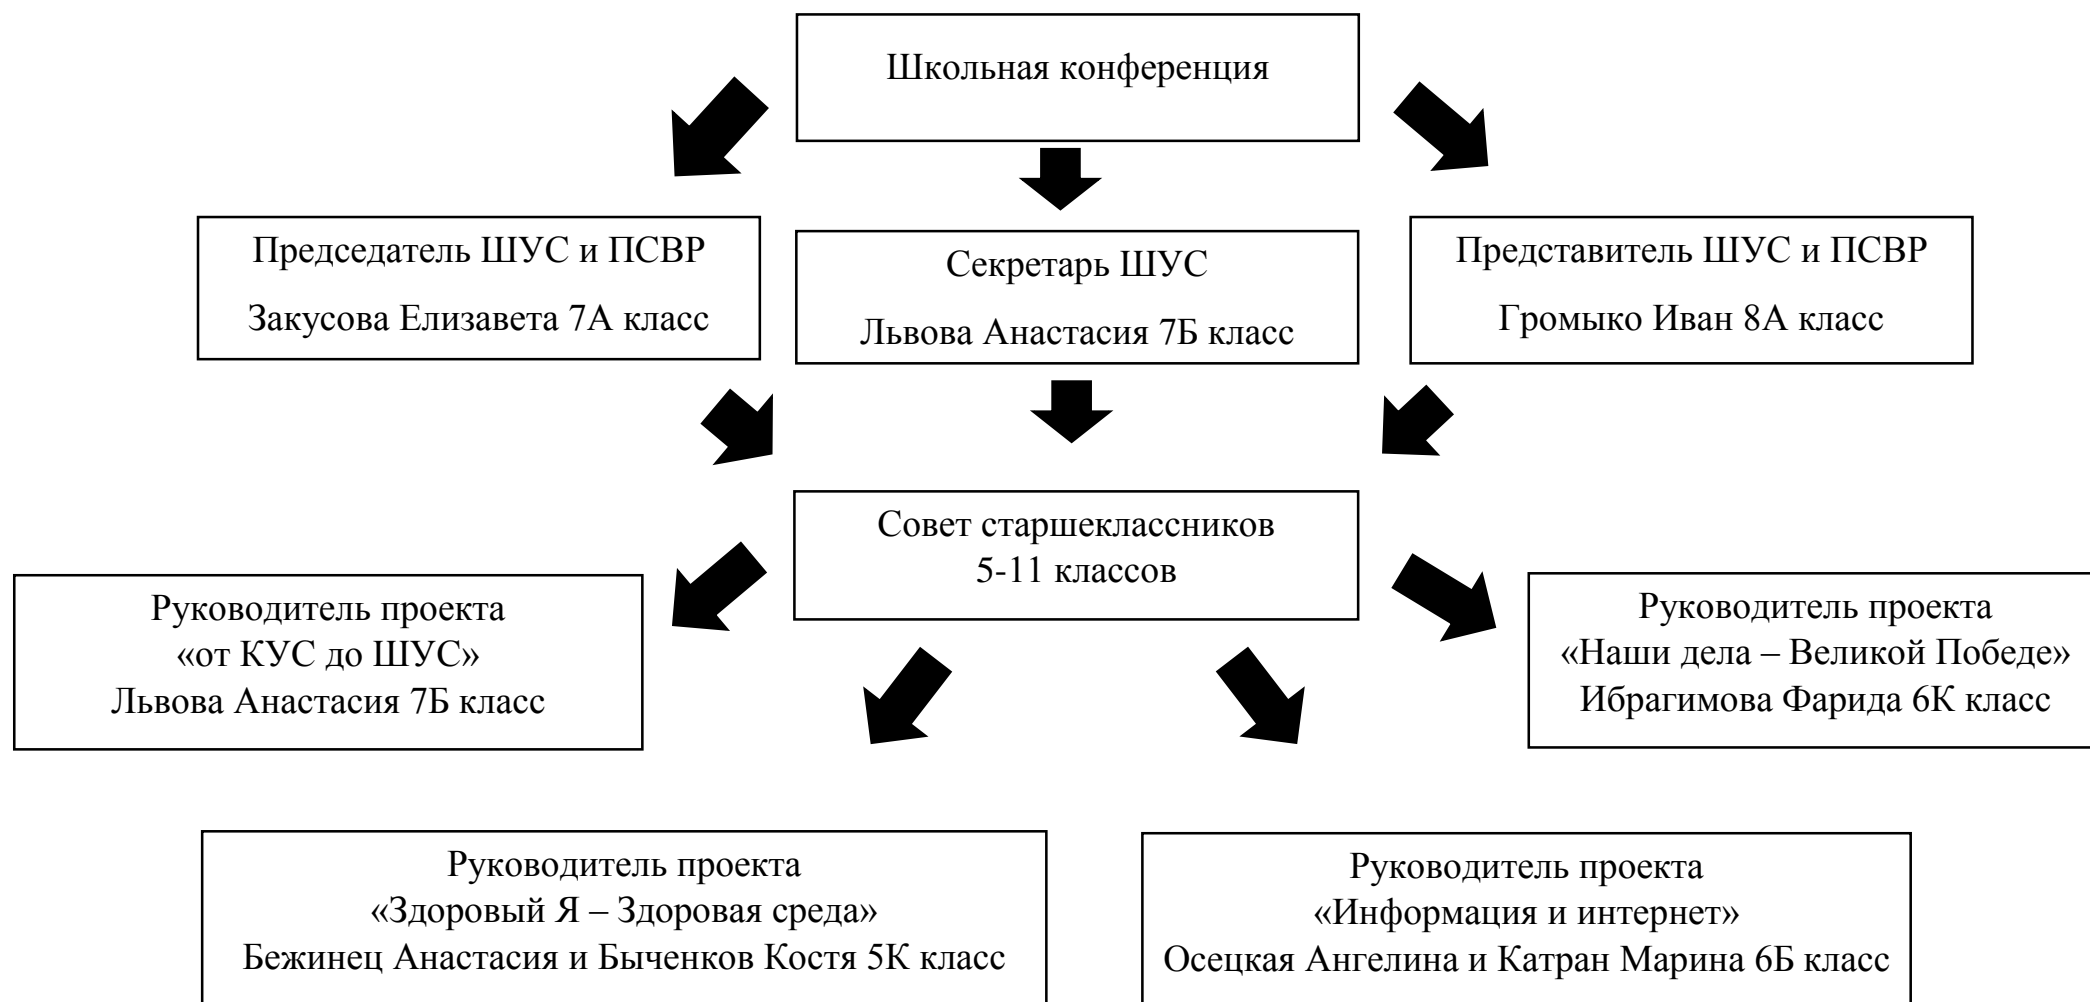 Школьная конференция
Председатель ШУС и ПСВР
Закусова Елизавета 7А класс
Секретарь ШУС
Львова Анастасия 7Б класс
Представитель ШУС и ПСВР
Громыко Иван 8А класс
Совет старшеклассников
5-11 классов
Руководитель проекта
«от КУС до ШУС»
Львова Анастасия 7Б класс
Руководитель проекта
«Наши дела – Великой Победе»
Ибрагимова Фарида 6К класс
Руководитель проекта
«Здоровый Я – Здоровая среда»
Бежинец Анастасия и Быченков Костя 5К класс
Руководитель проекта
«Информация и интернет»
Осецкая Ангелина и Катран Марина 6Б класс